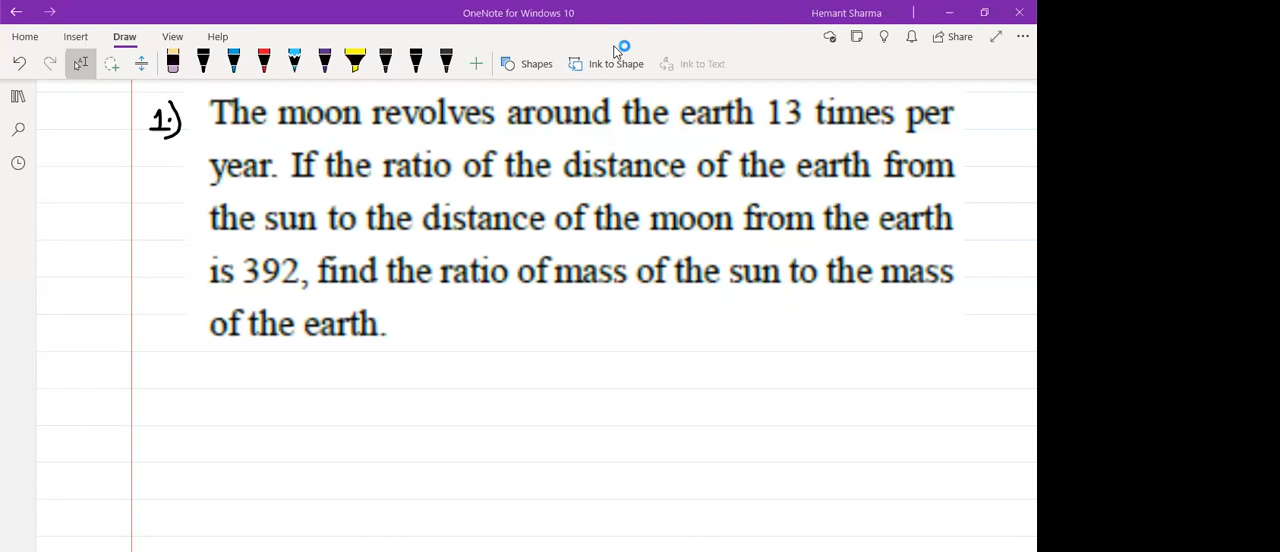 OneNote for Windows 10
Hemant Sharma
Home Insert Draw View Help
Share
Shapes Ink to Shape Ink to Text
1:) The moon revolves around the earth 13 times per
year. If the ratio of the distance of the earth from
the sun to the distance of the moon from the earth
is 392, find the ratio of mass of the sun to the mass
of the earth.